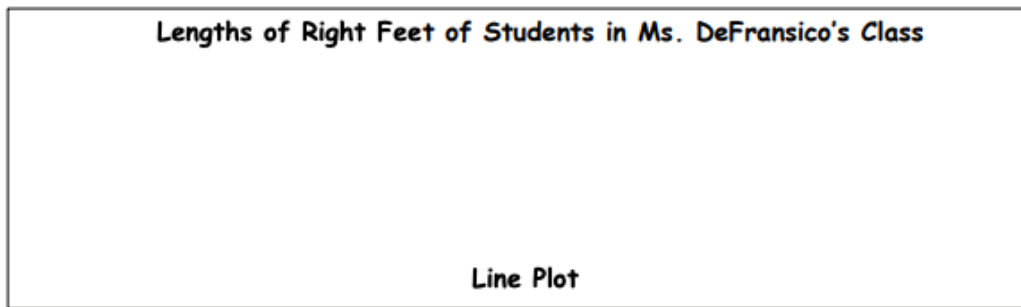 Lengths of Right Feet of Students in Ms. DeFransico's Class
Line Plot